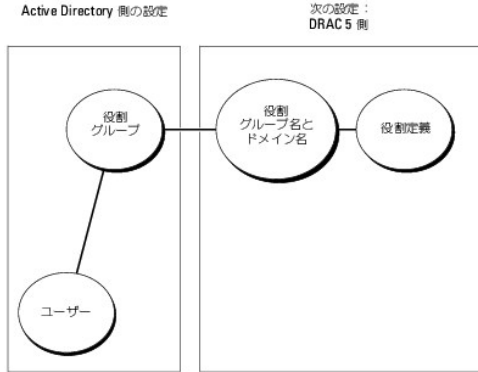 Active Directory 側の設定
次の設定：
DRAC 5 側
役割
グループ
役割
グループ名と
ドメイン名
役割定義
ユーザー